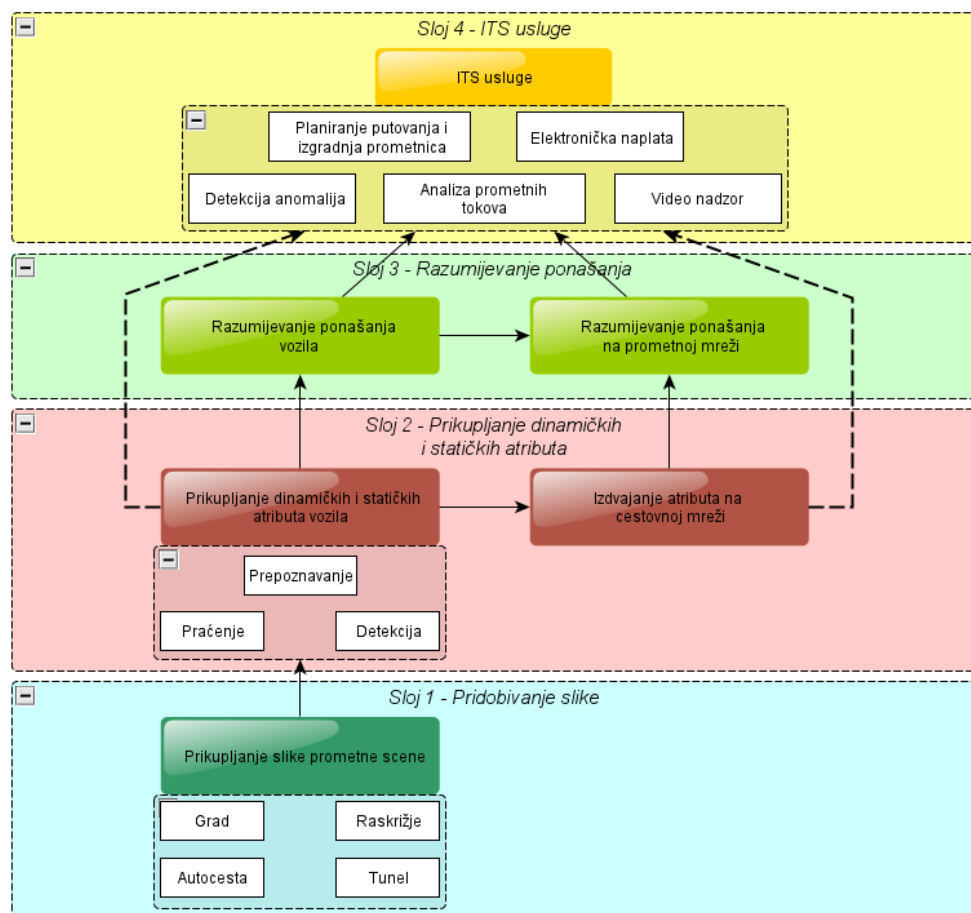 Sloj 4 - ITS usluge
ITS usluge
Planiranje putovanja i
izgradnja prometnica
Elektronička naplata
Detekcija anomalija
Analiza prometnih
tokova
Video nadzor
Sloj 3 - Razumijevanje ponašanja
Razumijevanje ponašanja
vozila
Razumijevanje ponašanja
na prometnoj mreži
Sloj 2 - Prikupljanje dinamičkih
i statičkih atributa
Prikupljanje dinamičkih i statičkih
atributa vozila
Izdvajanje atributa na
cestovnoj mreži
Prepoznavanje
Praćenje
Detekcija
Sloj 1 - Pridobivanje slike
Prikupljanje slike prometne scene
Grad
Raskrižje
Autocesta
Tunel